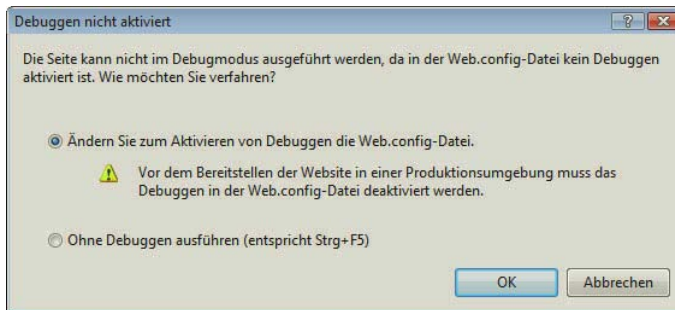 Debuggen nicht aktiviert
Die Seite kann nicht im Debugmodus ausgeführt werden, da in der Web.config-Datei kein Debuggen
aktiviert ist. Wie möchten Sie verfahren?
Ändern Sie zum Aktivieren von Debuggen die Web.config-Datei.
Vor dem Bereitstellen der Website in einer Produktionsumgebung muss das
Debuggen in der Web.config-Datei deaktiviert werden.
Ohne Debuggen ausführen (entspricht Strg+F5)
OK Abbrechen